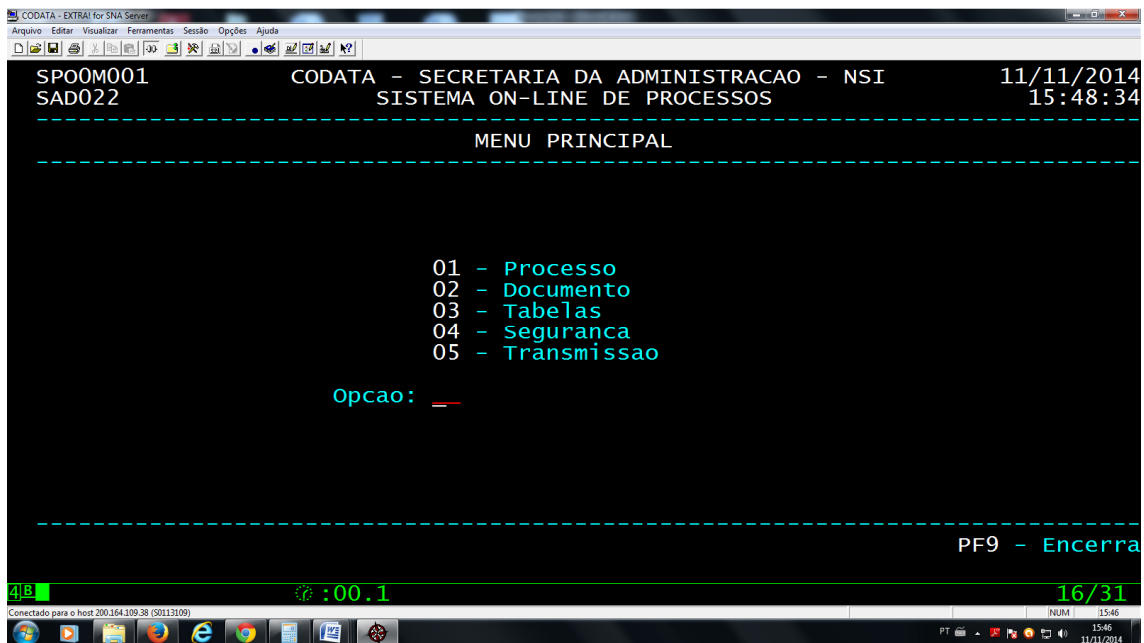 CODATA - EXTRA! for SNA Server
Arquivo Editar Visualizar Ferramentas Sessão Opções Ajuda
SPO0M001 CODATA - SECRETARIA DA ADMINISTRACAO - NSI 11/11/2014
SAD022 SISTEMA ON-LINE DE PROCESSOS 15:48:34
MENU PRINCIPAL
01 - Processo
02 - Documento
03 - Tabelas
04 - Seguranca
05 - Transmissao
Opcao: __
PF9 - Encerra
4B :00.1 16/31
Conectado para o host 200.164.109.38 (S0113109) NUM 15:46
PT 15:46
11/11/2014